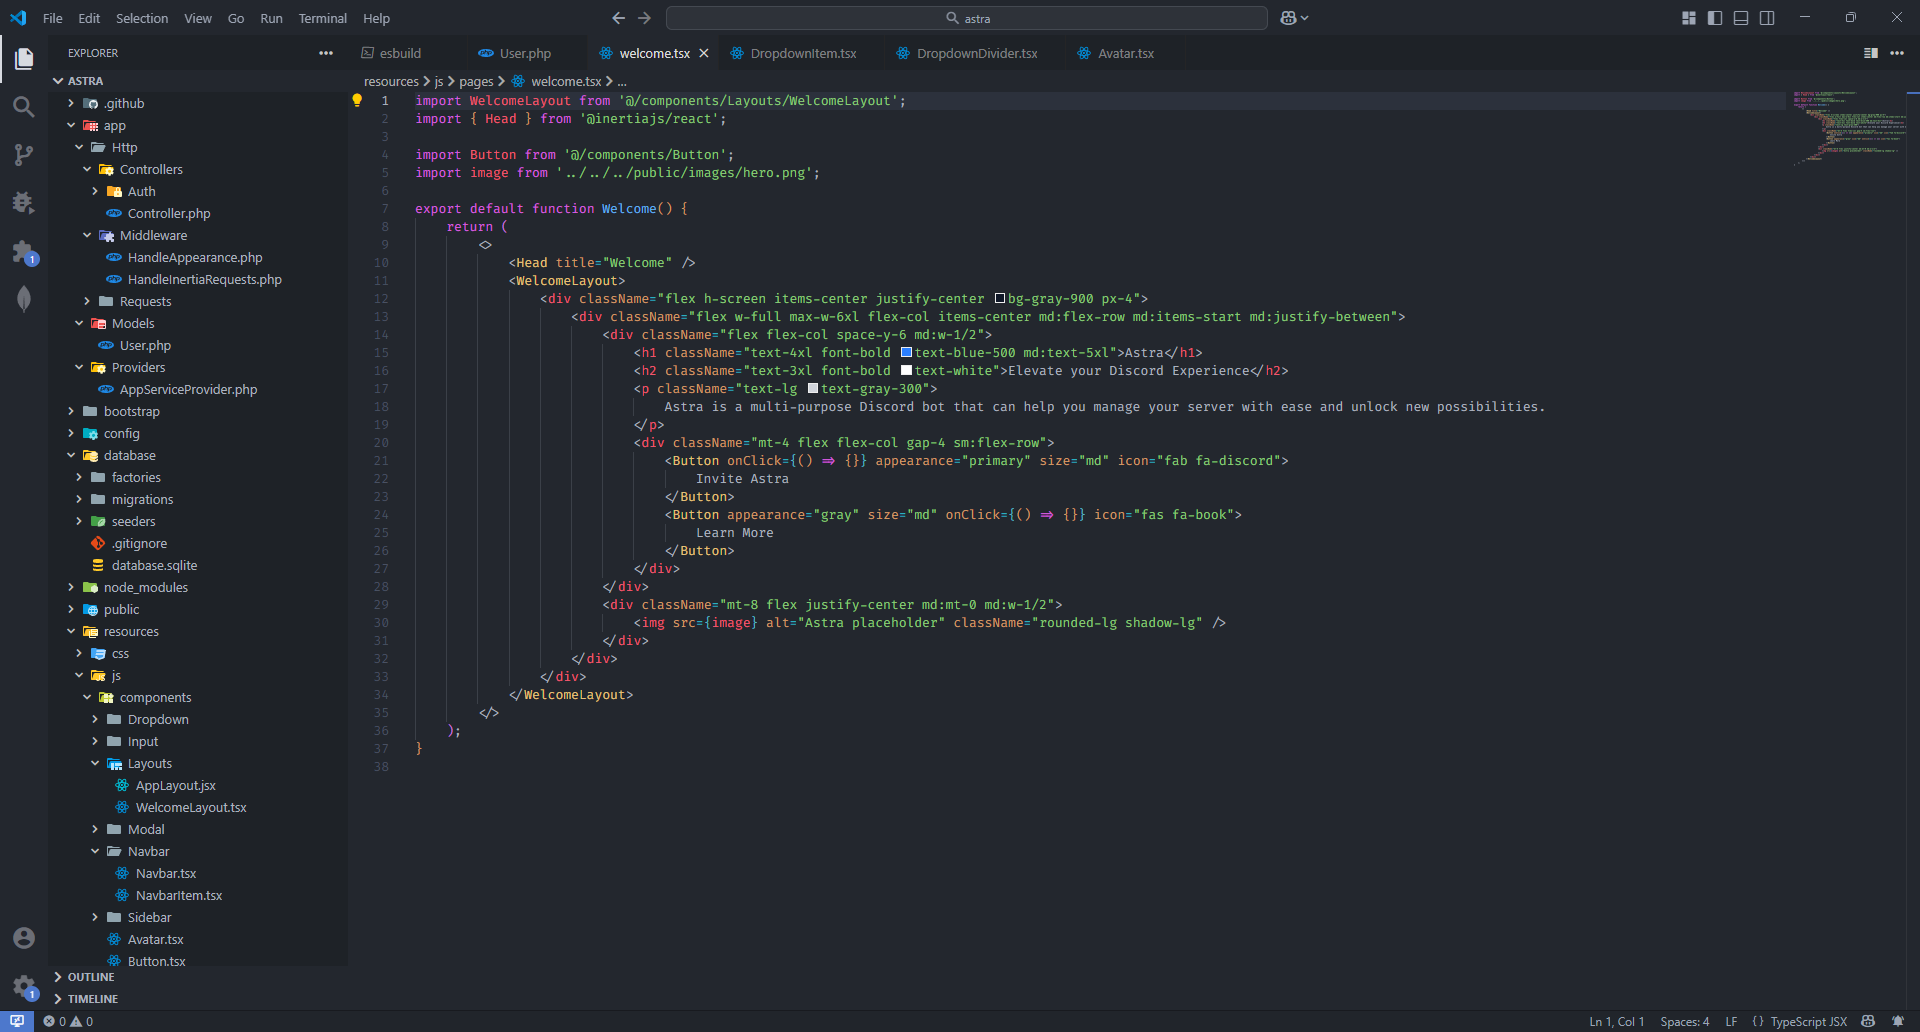 File Edit Selection View Go Run Terminal Help
astra
EXPLORER
esbuild User.php welcome.tsx DropdownItem.tsx DropdownDivider.tsx Avatar.tsx
resources > js > pages > welcome.tsx > ...
ASTRA
.github
app
Http
Controllers
Auth
Controller.php
Middleware
HandleAppearance.php
HandleInertiaRequests.php
Requests
Models
User.php
Providers
AppServiceProvider.php
bootstrap
config
database
factories
migrations
seeders
.gitignore
database.sqlite
node_modules
public
resources
css
js
components
Dropdown
Input
Layouts
AppLayout.jsx
WelcomeLayout.tsx
Modal
Navbar
Navbar.tsx
NavbarItem.tsx
Sidebar
Avatar.tsx
Button.tsx
OUTLINE
TIMELINE
1
1
1 import WelcomeLayout from '@/components/Layouts/WelcomeLayout';
2 import { Head } from '@inertiajs/react';
3
4 import Button from '@/components/Button';
5 import image from '../../../public/images/hero.png';
6
7 export default function Welcome() {
8 return (
9 <>
10 <Head title="Welcome" />
11 <WelcomeLayout>
12 <div className="flex h-screen items-center justify-center bg-gray-900 px-4">
13 <div className="flex w-full max-w-6xl flex-col items-center md:flex-row md:items-start md:justify-between">
14 <div className="flex flex-col space-y-6 md:w-1/2">
15 <h1 className="text-4xl font-bold text-blue-500 md:text-5xl">Astra</h1>
16 <h2 className="text-3xl font-bold text-white">Elevate your Discord Experience</h2>
17 <p className="text-lg text-gray-300">
18 Astra is a multi-purpose Discord bot that can help you manage your server with ease and unlock new possibilities.
19 </p>
20 <div className="mt-4 flex flex-col gap-4 sm:flex-row">
21 <Button onClick={() => {}} appearance="primary" size="md" icon="fab fa-discord">
22 Invite Astra
23 </Button>
24 <Button appearance="gray" size="md" onClick={() => {}} icon="fas fa-book">
25 Learn More
26 </Button>
27 </div>
28 </div>
29 <div className="mt-8 flex justify-center md:mt-0 md:w-1/2">
30 <img src={image} alt="Astra placeholder" className="rounded-lg shadow-lg" />
31 </div>
32 </div>
33 </div>
34 </WelcomeLayout>
35 </>
36 );
37 }
38
0 0 Ln 1, Col 1 Spaces: 4 LF {} TypeScript JSX